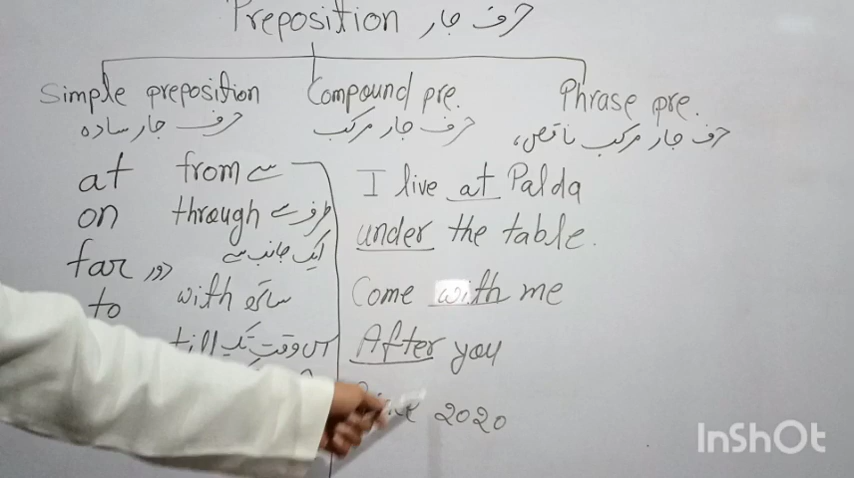 Preposition حرف جار
Simple preposition
حرف جار سادہ
Compound pre.
حرف جار مرکب
Phrase pre.
حرف جار مرکب ناقص،
at
on
far دور
to
from سے
through طرف سے
ایک جانب سے
with ساتھ
till اس وقت تک
I live at Palda
under the table.
Come with me
After you
2020
InShOt